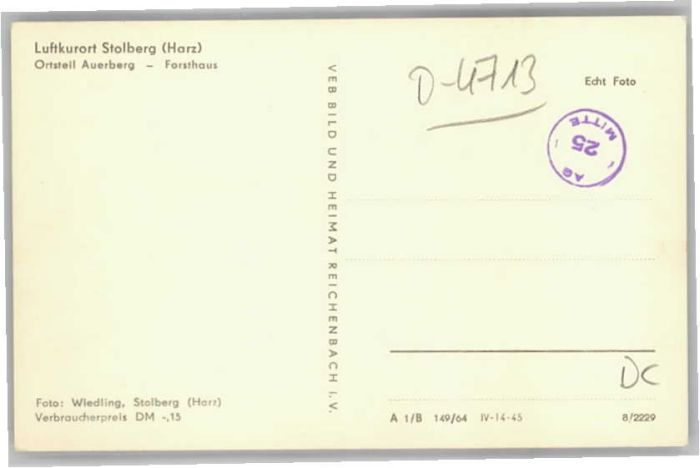 Luftkurort Stolberg (Harz)
Ortsteil Auerberg – Forsthaus
VEB BILD UND HEIMAT REICHENBACH i. V.
D-4713
Echt Foto
AG MITTE
25
DC
Foto: Wiedling, Stolberg (Harz)
Verbraucherpreis DM -,15
A 1/B 149/64 IV-14-45 8/2229